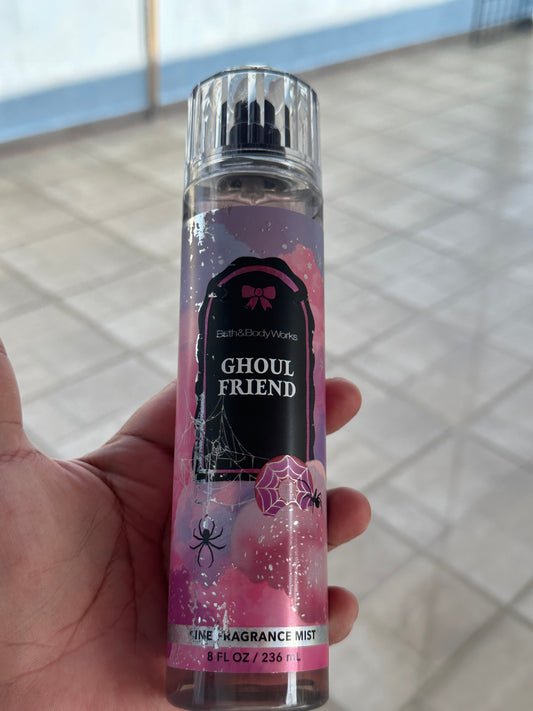 Bath&BodyWorks
GHOUL
FRIEND
FINE FRAGRANCE MIST
8 FL OZ / 236 mL